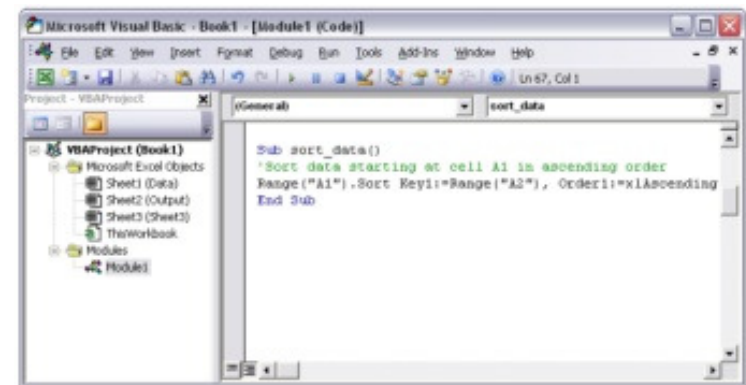 Microsoft Visual Basic - Book1 - [Module1 (Code)]
File Edit View Insert Format Debug Run Tools Add-Ins Window Help
Ln 67, Col 1
Project - VBAProject
VBAProject (Book1)
Microsoft Excel Objects
Sheet1 (Data)
Sheet2 (Output)
Sheet3 (Sheet3)
ThisWorkbook
Modules
Module1
(General)
sort_data
Sub sort_data()
'Sort data starting at cell A1 in ascending order
Range("A1").Sort Key1:=Range("A2"), Order1:=xlAscending
End Sub